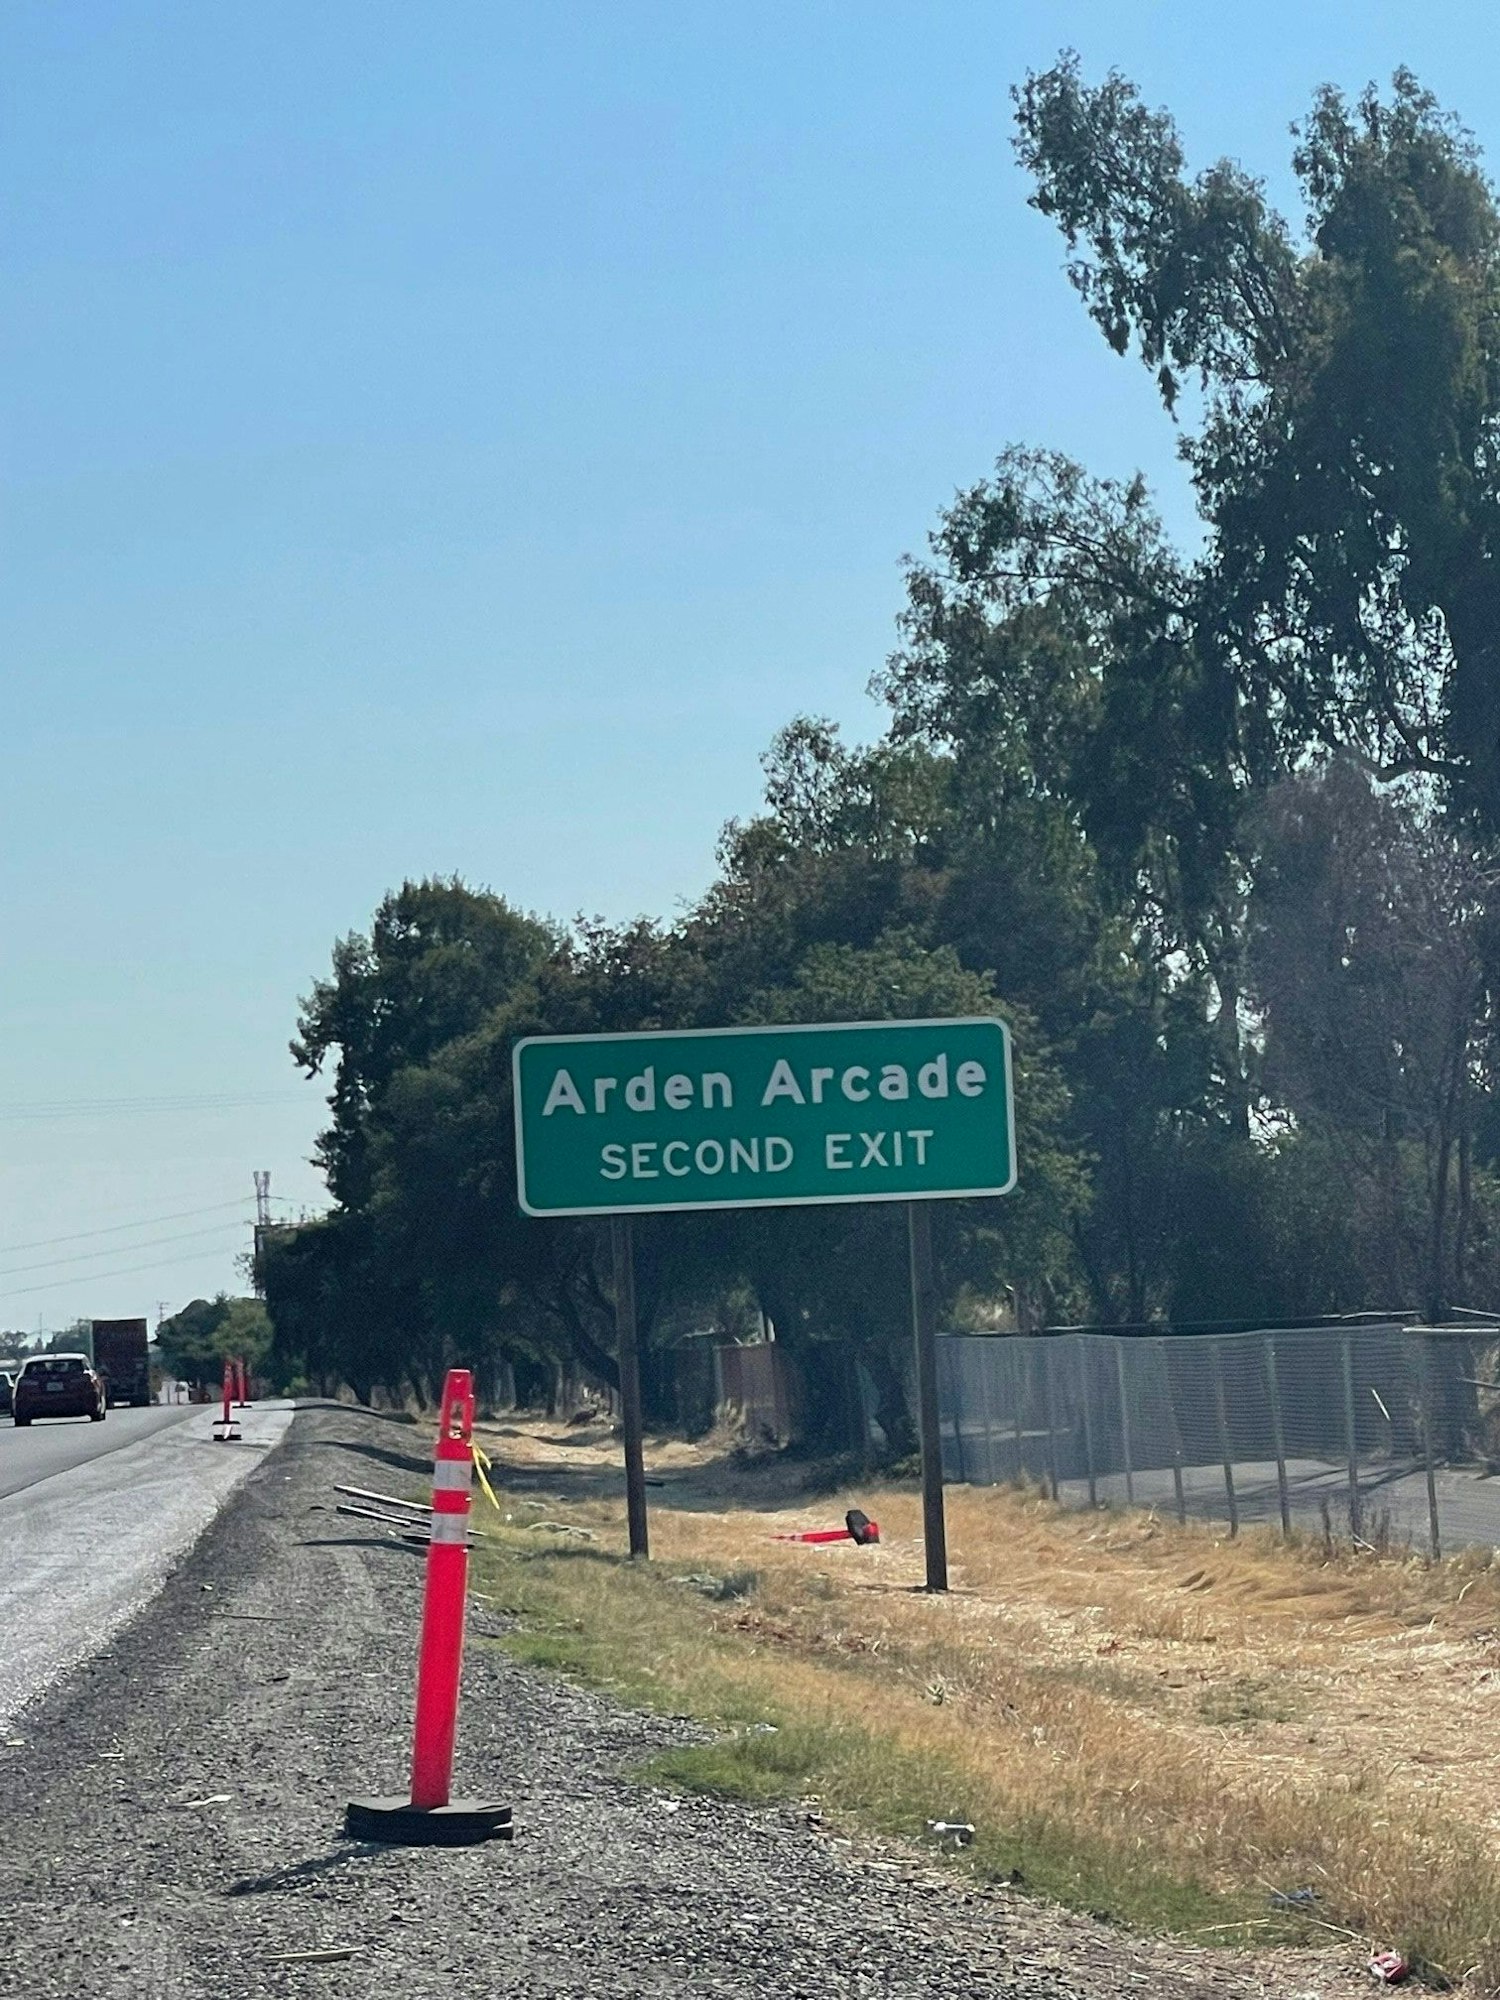 Arden Arcade
SECOND EXIT